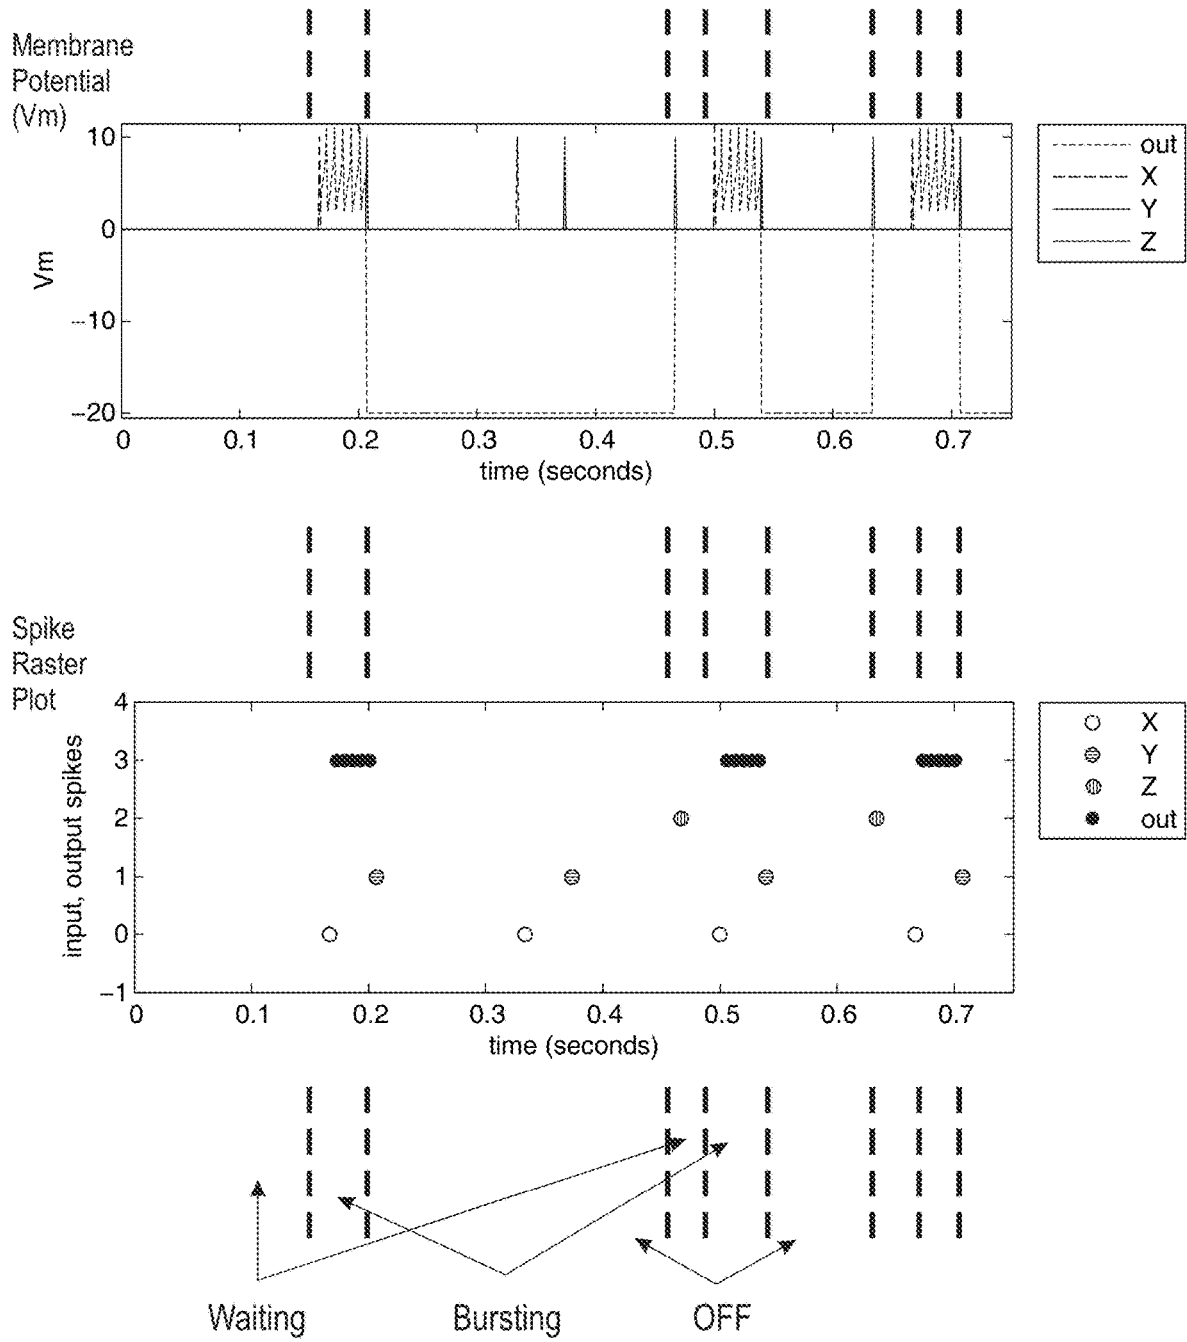 Membrane
Potential
(Vm)
10
0
−10
−20
Vm
0 0.1 0.2 0.3 0.4 0.5 0.6 0.7
time (seconds)
out
X
Y
Z
Spike
Raster
Plot
4
3
2
1
0
−1
input, output spikes
0 0.1 0.2 0.3 0.4 0.5 0.6 0.7
time (seconds)
X
Y
Z
out
Waiting Bursting OFF